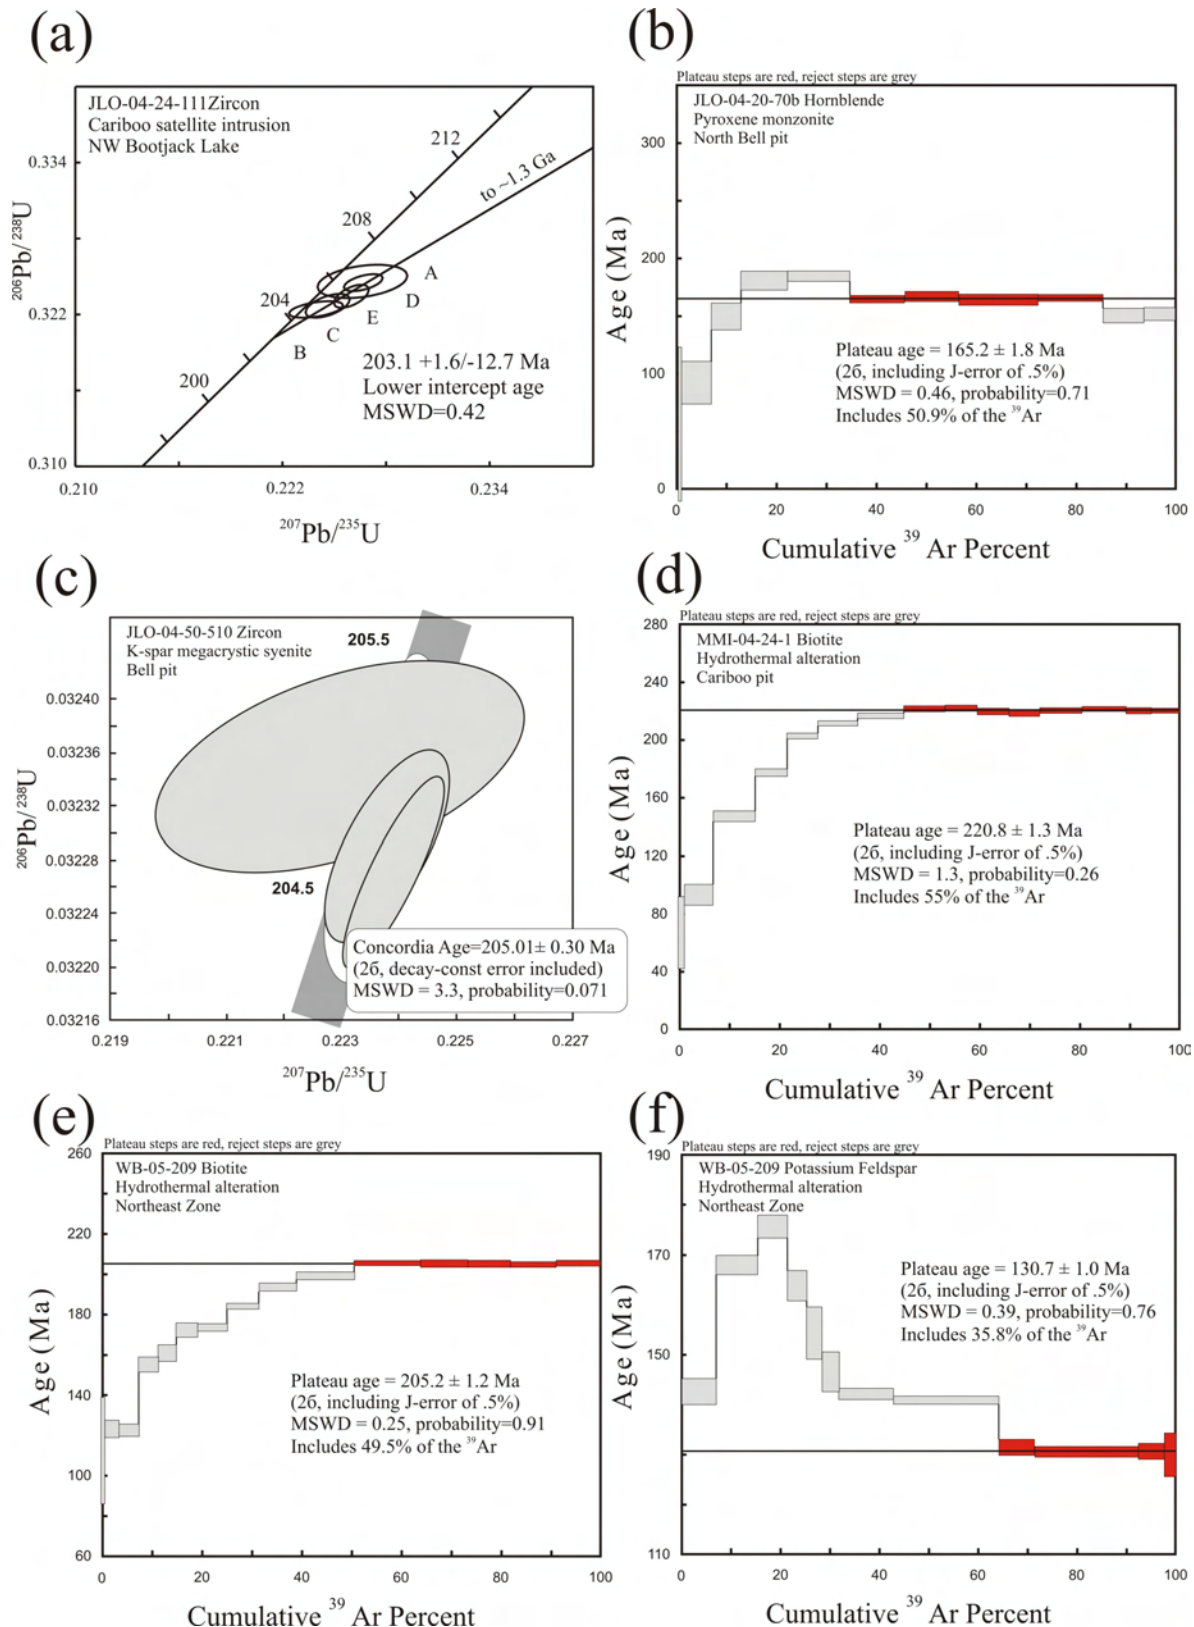 (a)
JLO-04-24-111Zircon
Cariboo satellite intrusion
NW Bootjack Lake
0.334
0.322
0.310
0.210
0.222
0.234
206Pb/238U
207Pb/235U
200
204
208
212
to ~1.3 Ga
A
D
E
C
B
203.1 +1.6/-12.7 Ma
Lower intercept age
MSWD=0.42
(b)
Plateau steps are red, reject steps are grey
JLO-04-20-70b Hornblende
Pyroxene monzonite
North Bell pit
300
200
100
0
Age (Ma)
Plateau age = 165.2 ± 1.8 Ma
(2б, including J-error of .5%)
MSWD = 0.46, probability=0.71
Includes 50.9% of the 39Ar
0 20 40 60 80 100
Cumulative 39 Ar Percent
(c)
JLO-04-50-510 Zircon
K-spar megacrystic syenite
Bell pit
205.5
204.5
0.03240
0.03236
0.03232
0.03228
0.03224
0.03220
0.03216
206Pb/238U
Concordia Age=205.01± 0.30 Ma
(2б, decay-const error included)
MSWD = 3.3, probability=0.071
0.219 0.221 0.223 0.225 0.227
207Pb/235U
(d)
Plateau steps are red, reject steps are grey
MMI-04-24-1 Biotite
Hydrothermal alteration
Cariboo pit
280
240
200
160
120
80
40
0
Age (Ma)
Plateau age = 220.8 ± 1.3 Ma
(2б, including J-error of .5%)
MSWD = 1.3, probability=0.26
Includes 55% of the 39Ar
0 20 40 60 80 100
Cumulative 39 Ar Percent
(e)
Plateau steps are red, reject steps are grey
WB-05-209 Biotite
Hydrothermal alteration
Northeast Zone
260
220
180
140
100
60
Age (Ma)
Plateau age = 205.2 ± 1.2 Ma
(2б, including J-error of .5%)
MSWD = 0.25, probability=0.91
Includes 49.5% of the 39Ar
0 20 40 60 80 100
Cumulative 39 Ar Percent
(f)
Plateau steps are red, reject steps are grey
WB-05-209 Potassium Feldspar
Hydrothermal alteration
Northeast Zone
190
170
150
110
Age (Ma)
Plateau age = 130.7 ± 1.0 Ma
(2б, including J-error of .5%)
MSWD = 0.39, probability=0.76
Includes 35.8% of the 39Ar
0 20 40 60 80 100
Cumulative 39 Ar Percent